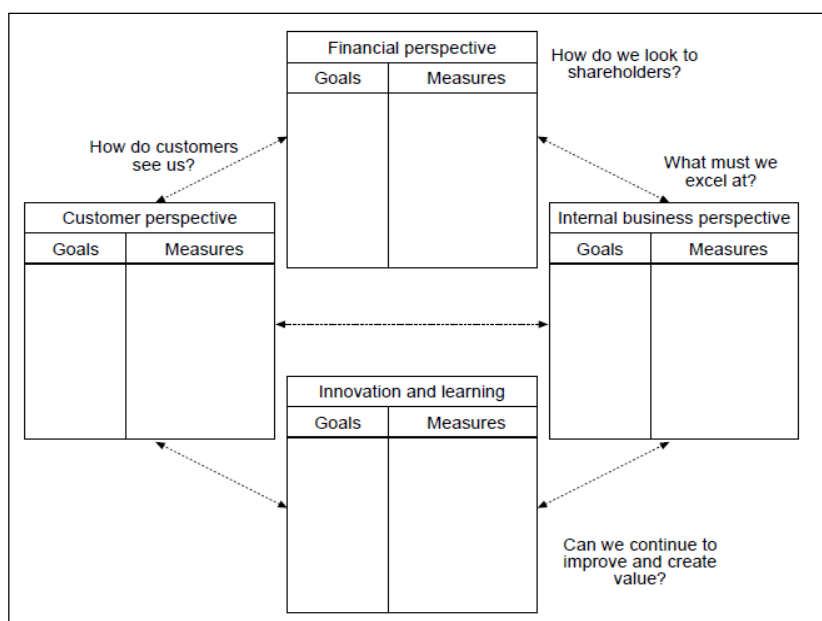 Financial perspective
Goals
Measures
How do we look to
shareholders?
How do customers
see us?
What must we
excel at?
Customer perspective
Goals
Measures
Internal business perspective
Goals
Measures
Innovation and learning
Goals
Measures
Can we continue to
improve and create
value?